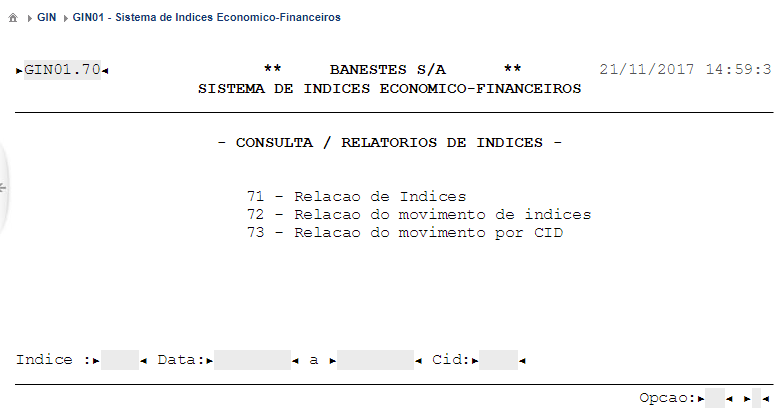 GIN GIN01 - Sistema de Indices Economico-Financeiros
GIN01.70 ** BANESTES S/A ** 21/11/2017 14:59:3
SISTEMA DE INDICES ECONOMICO-FINANCEIROS
- CONSULTA / RELATORIOS DE INDICES -
71 - Relacao de Indices
72 - Relacao do movimento de indices
73 - Relacao do movimento por CID
Indice : Data: a Cid:
Opcao: